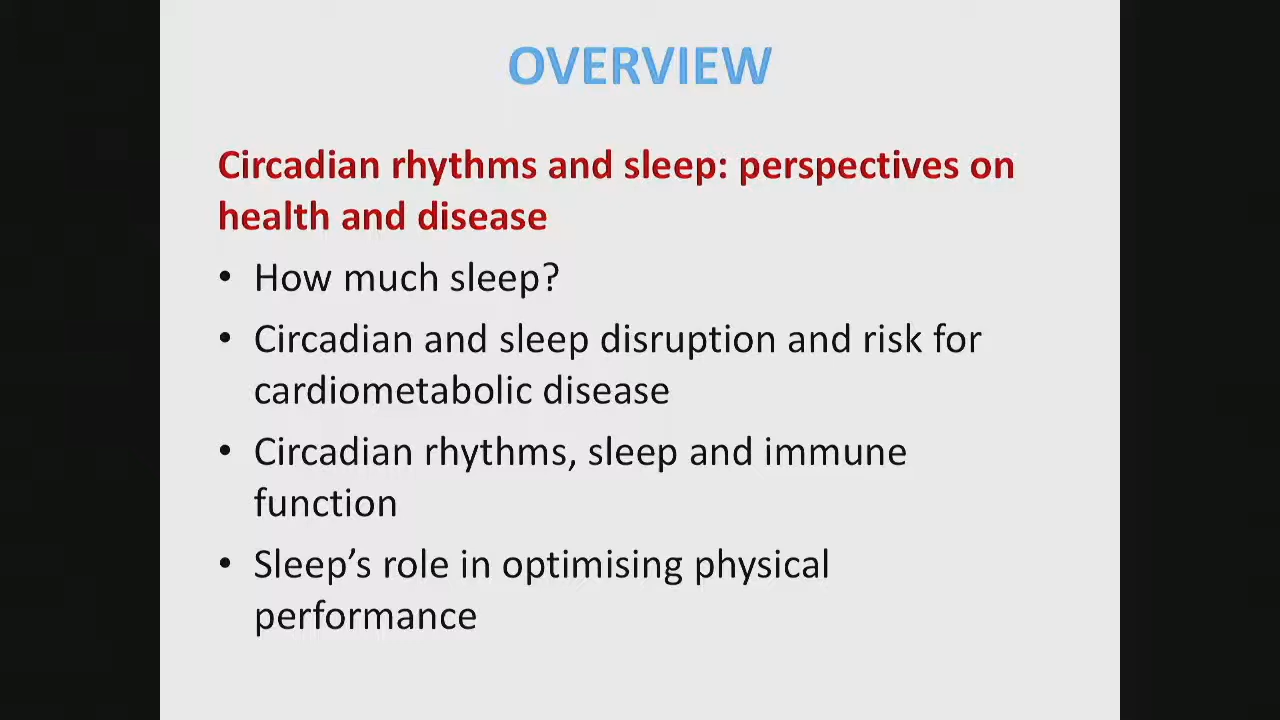 OVERVIEW
Circadian rhythms and sleep: perspectives on
health and disease
• How much sleep?
• Circadian and sleep disruption and risk for
cardiometabolic disease
• Circadian rhythms, sleep and immune
function
• Sleep’s role in optimising physical
performance